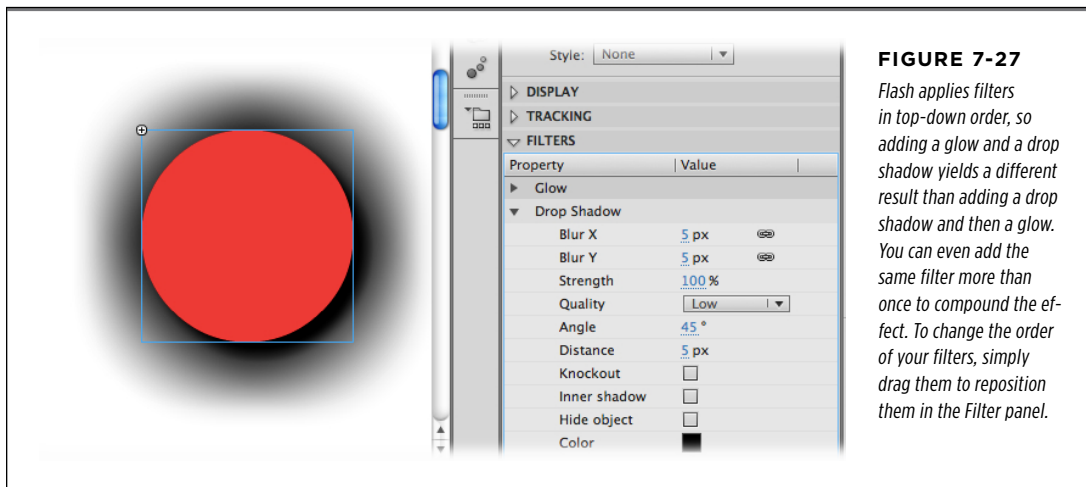 Style: None
DISPLAY
TRACKING
FILTERS
Property Value
Glow
Drop Shadow
Blur X 5 px
Blur Y 5 px
Strength 100 %
Quality Low
Angle 45 °
Distance 5 px
Knockout
Inner shadow
Hide object
Color
FIGURE 7-27
Flash applies filters
in top-down order, so
adding a glow and a drop
shadow yields a different
result than adding a drop
shadow and then a glow.
You can even add the
same filter more than
once to compound the ef-
fect. To change the order
of your filters, simply
drag them to reposition
them in the Filter panel.